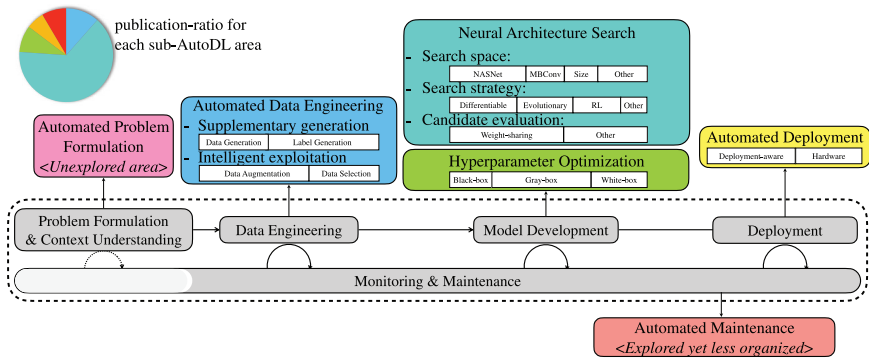 publication-ratio for
each sub-AutoDL area
Neural Architecture Search
- Search space:
NASNet MBConv Size Other
- Search strategy:
Differentiable Evolutionary RL Other
- Candidate evaluation:
Weight-sharing Other
Automated Data Engineering
- Supplementary generation
Data Generation Label Generation
- Intelligent exploitation
Data Augmentation Data Selection
Automated Problem
Formulation
<Unexplored area>
Hyperparameter Optimization
Black-box Gray-box White-box
Automated Deployment
Deployment-aware Hardware
Problem Formulation
& Context Understanding
Data Engineering
Model Development
Deployment
Monitoring & Maintenance
Automated Maintenance
<Explored yet less organized>